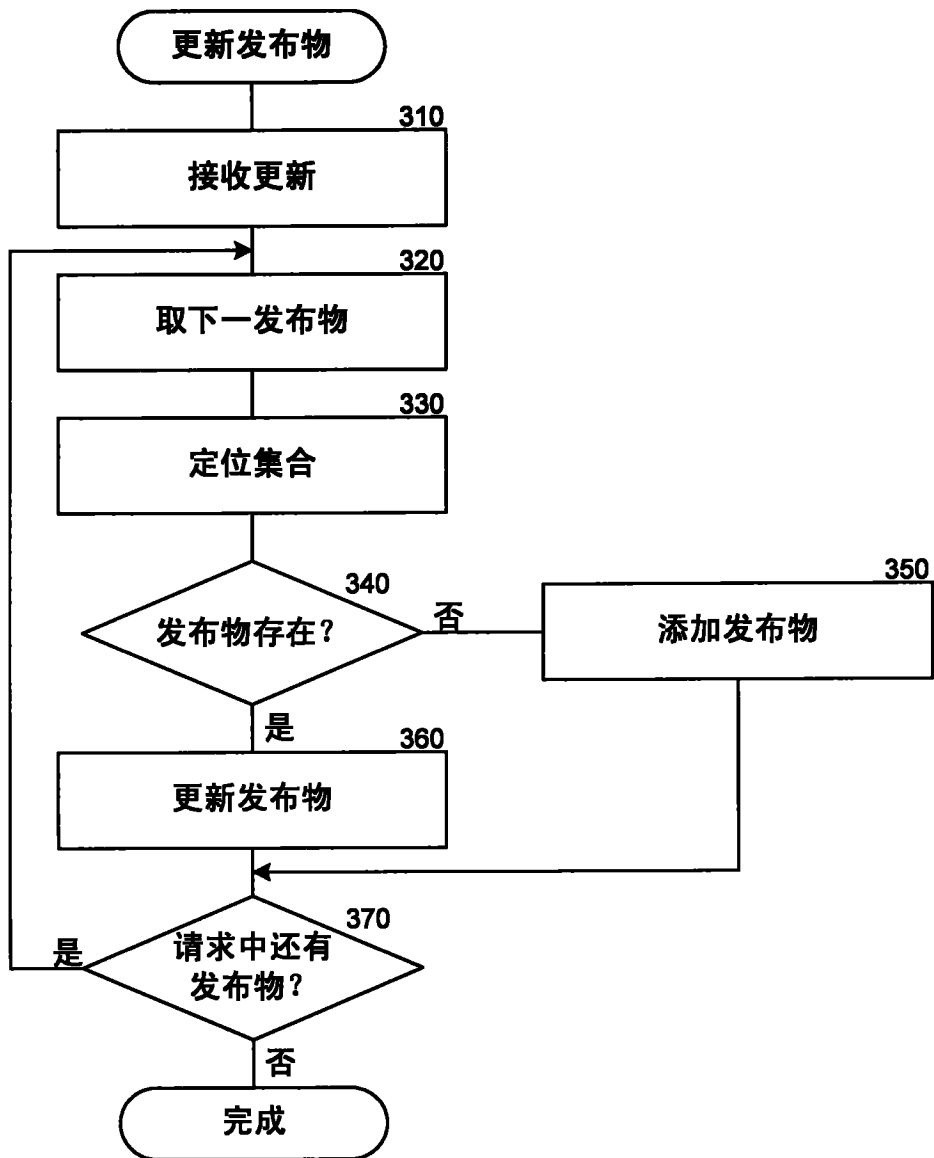 更新发布物
310
接收更新
320
取下一发布物
330
定位集合
340
发布物存在?
否
350
添加发布物
是
360
更新发布物
370
请求中还有
发布物?
是
否
完成